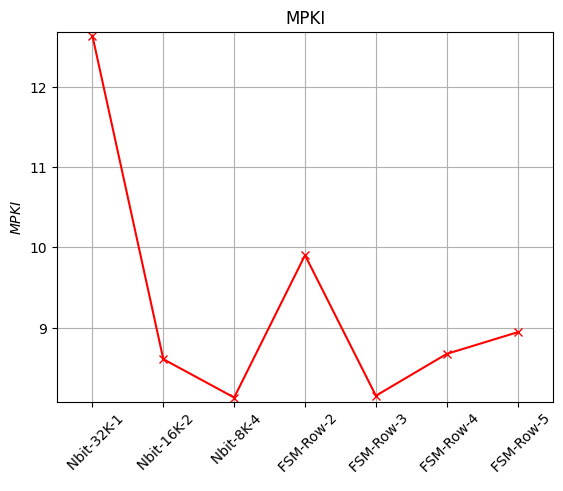 MPKI
12
11
10
9
MPKI
Nbit-32K-1
Nbit-16K-2
Nbit-8K-4
FSM-Row-2
FSM-Row-3
FSM-Row-4
FSM-Row-5